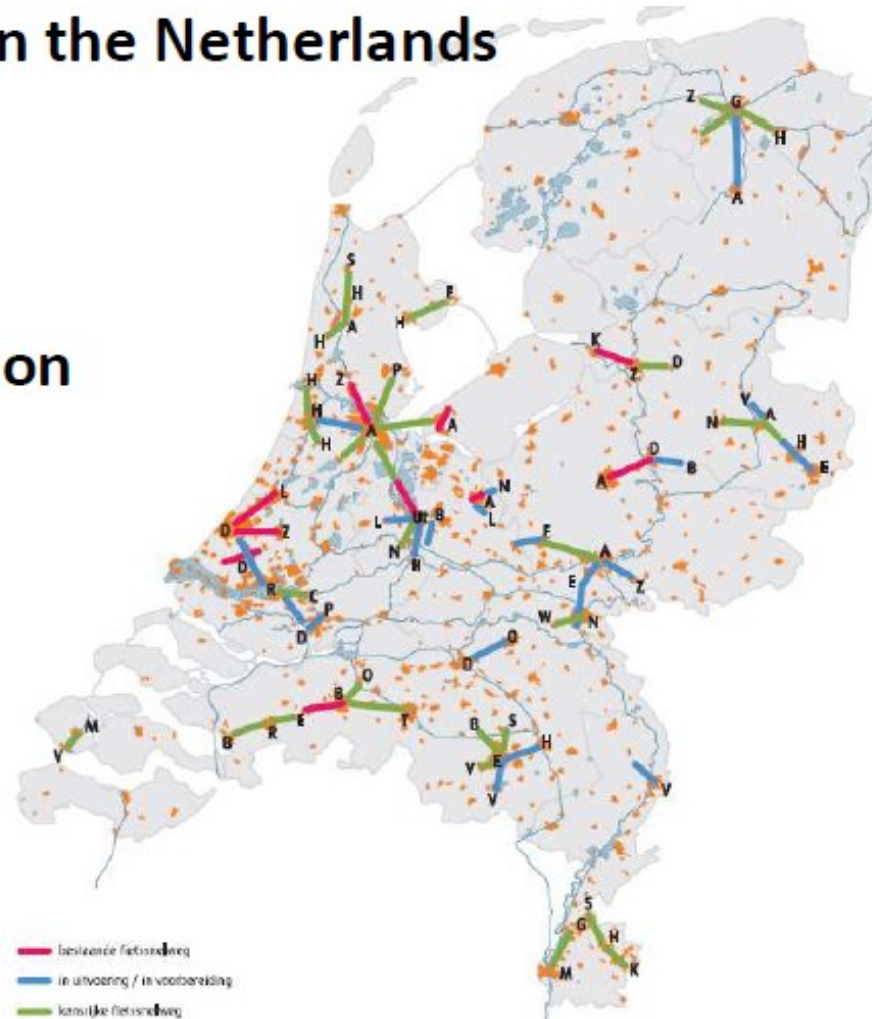 n the Netherlands
on
Z G H
A
S
H
A
H
H E
K Z D
H
Z P
H A A
H
V A
N H E
D B
A
N
A
L
L U B
N H
L
D Z
D
R C
P
D
E A
E Z
W N
O
D
O
B
T
E
R
B
M
V
B S
E H
V
V
V
S
G H
M K
bestaande fietssnelweg
in uitvoering / in voorbereiding
kansrijke fietssnelweg